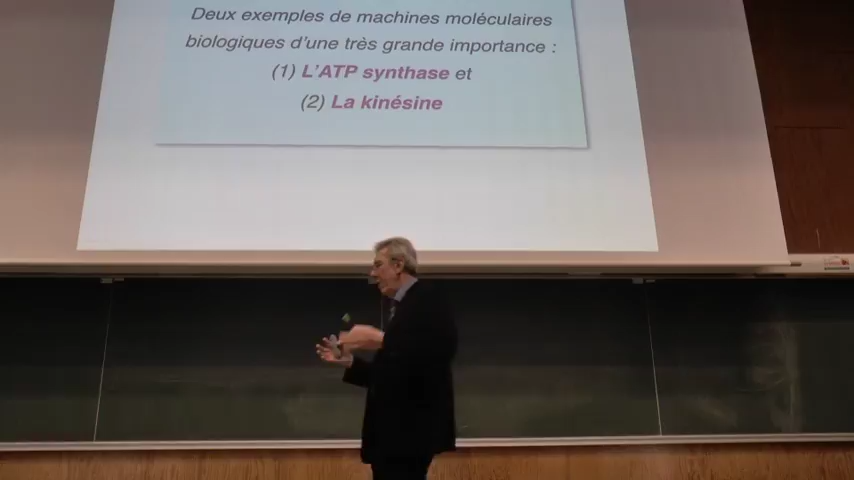 Deux exemples de machines moléculaires
biologiques d'une très grande importance :
(1) L'ATP synthase et
(2) La kinésine